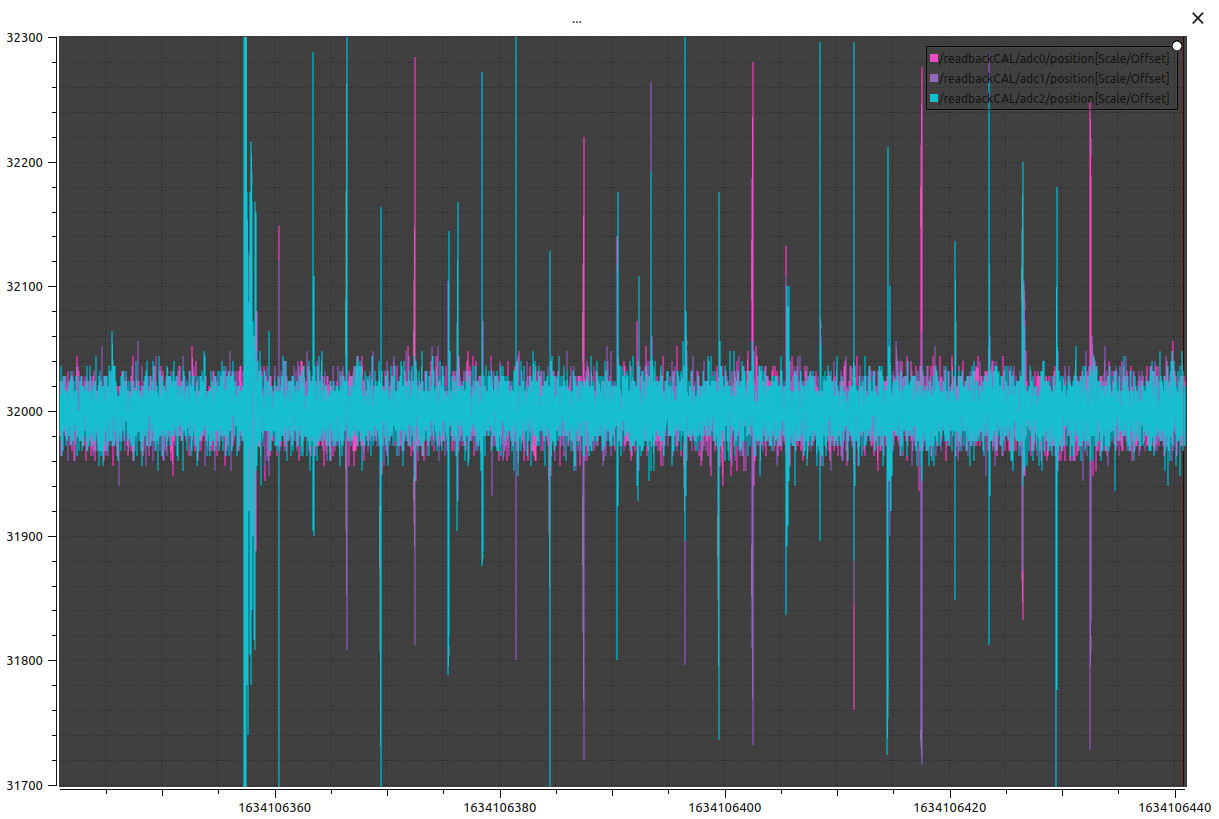 ...
32300
/readbackCAL/adc0/position[Scale/Offset]
/readbackCAL/adc1/position[Scale/Offset]
/readbackCAL/adc2/position[Scale/Offset]
32200
32100
32000
31900
31800
31700
1634106360 1634106380 1634106400 1634106420 1634106440